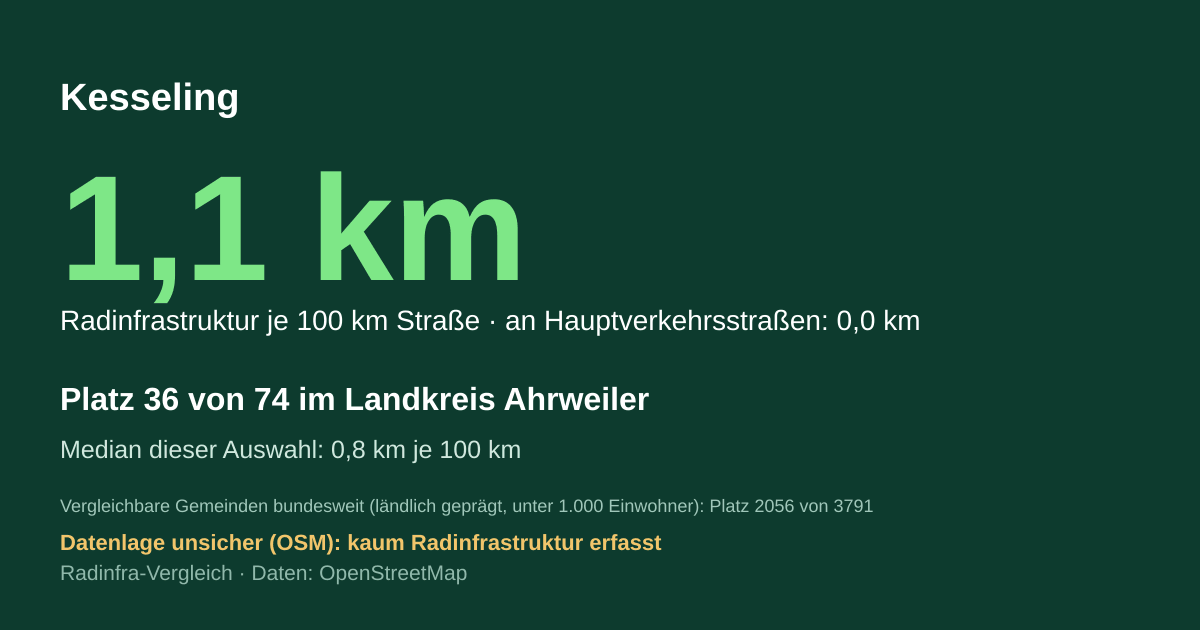 Kesseling
1,1 km
Radinfrastruktur je 100 km Straße · an Hauptverkehrsstraßen: 0,0 km
Platz 36 von 74 im Landkreis Ahrweiler
Median dieser Auswahl: 0,8 km je 100 km
Vergleichbare Gemeinden bundesweit (ländlich geprägt, unter 1.000 Einwohner): Platz 2056 von 3791
Datenlage unsicher (OSM): kaum Radinfrastruktur erfasst
Radinfra-Vergleich · Daten: OpenStreetMap